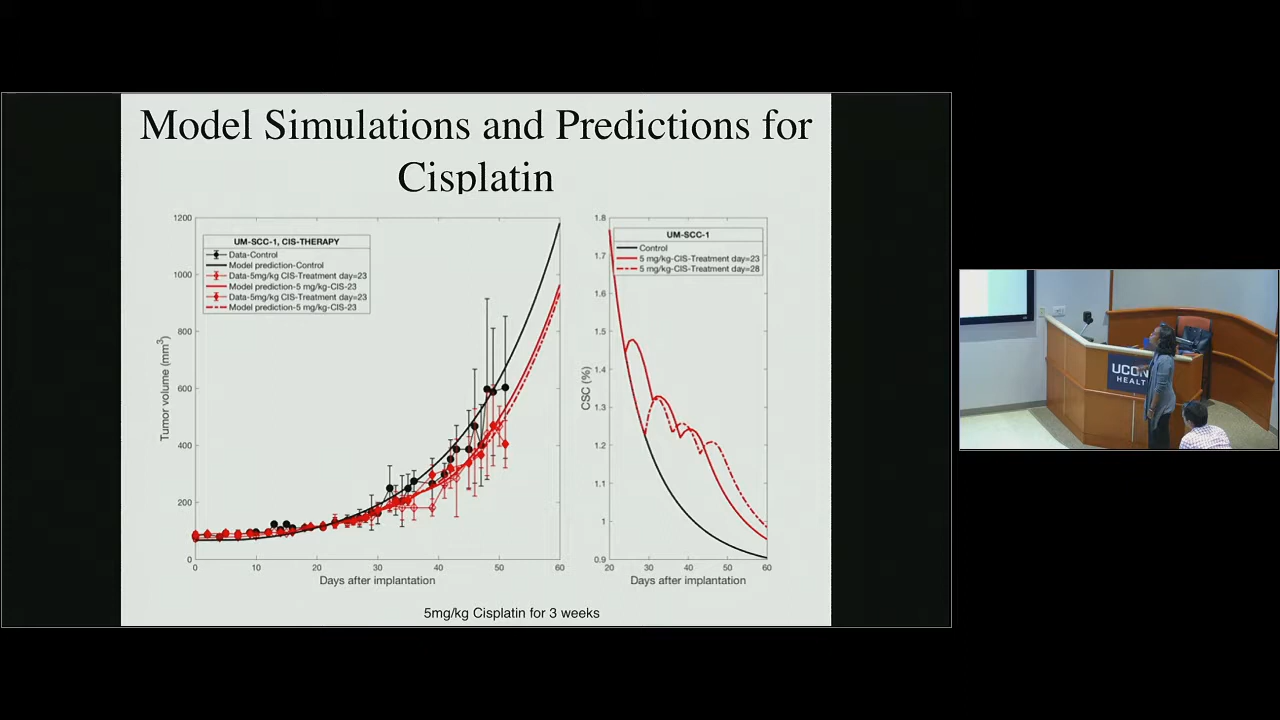 Model Simulations and Predictions for
Cisplatin
UM-SCC-1, CIS-THERAPY
Data-Control
Model prediction-Control
Data-5mg/kg CIS-Treatment day=23
Model prediction-5 mg/kg-CIS-23
Data-5mg/kg CIS-Treatment day=23
Model prediction-5 mg/kg-CIS-23
Tumor volume (mm3)
1200
1000
800
600
400
200
0
0 10 20 30 40 50 60
Days after implantation
UM-SCC-1
Control
5 mg/kg-CIS-Treatment day=23
5 mg/kg-CIS-Treatment day=28
CSC (%)
1.8
1.7
1.6
1.5
1.4
1.3
1.2
1.1
1
0.9
20 30 40 50 60
Days after implantation
5mg/kg Cisplatin for 3 weeks
UCON
HEALT